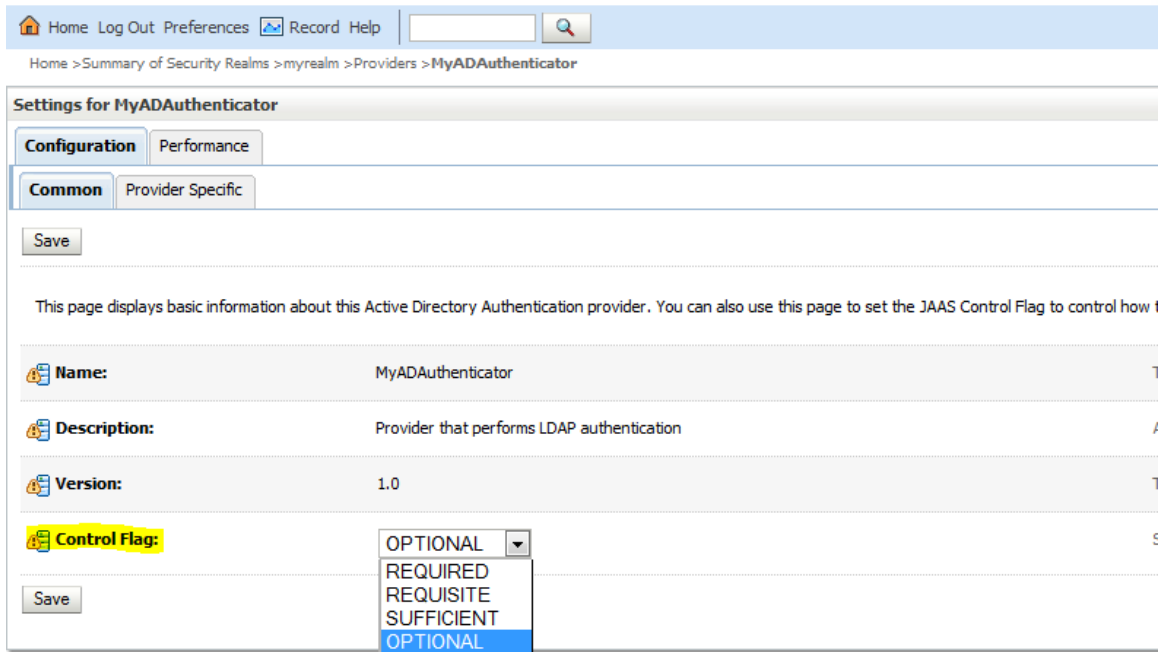 Home Log Out Preferences Record Help
Home >Summary of Security Realms >myrealm >Providers >MyADAuthenticator
Settings for MyADAuthenticator
Configuration Performance
Common Provider Specific
Save
This page displays basic information about this Active Directory Authentication provider. You can also use this page to set the JAAS Control Flag to control how t
Name: MyADAuthenticator T
Description: Provider that performs LDAP authentication A
Version: 1.0 T
Control Flag: OPTIONAL S
REQUIRED
REQUISITE
SUFFICIENT
OPTIONAL
Save